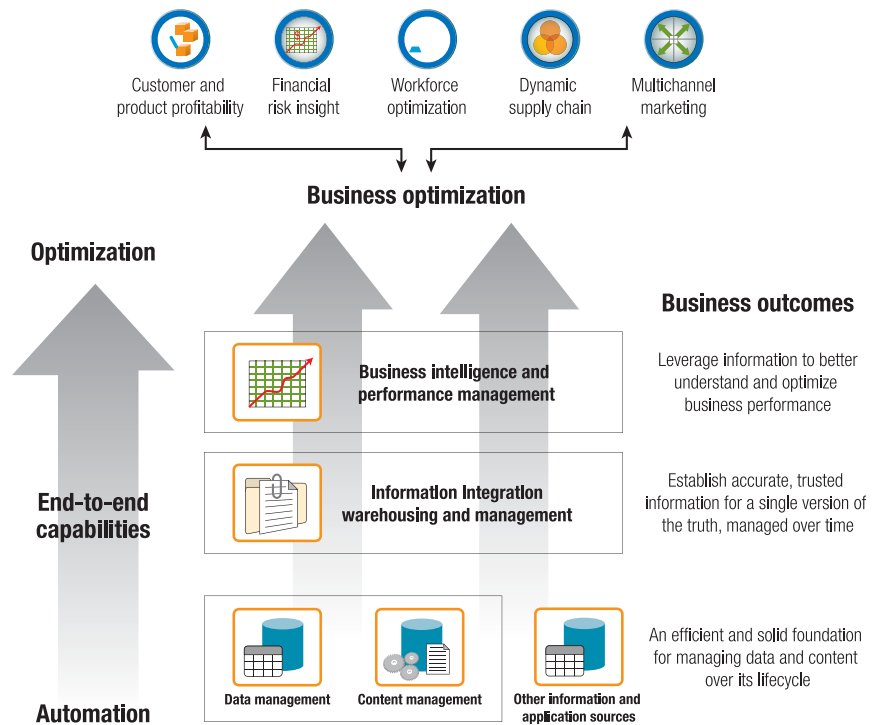 Customer and
product profitability
Financial
risk insight
Workforce
optimization
Dynamic
supply chain
Multichannel
marketing
Business optimization
Optimization
Business outcomes
Business intelligence and
performance management
Leverage information to better
understand and optimize
business performance
End-to-end
capabilities
Information Integration
warehousing and management
Establish accurate, trusted
information for a single version of
the truth, managed over time
Automation
Data management
Content management
Other information and
application sources
An efficient and solid foundation
for managing data and content
over its lifecycle